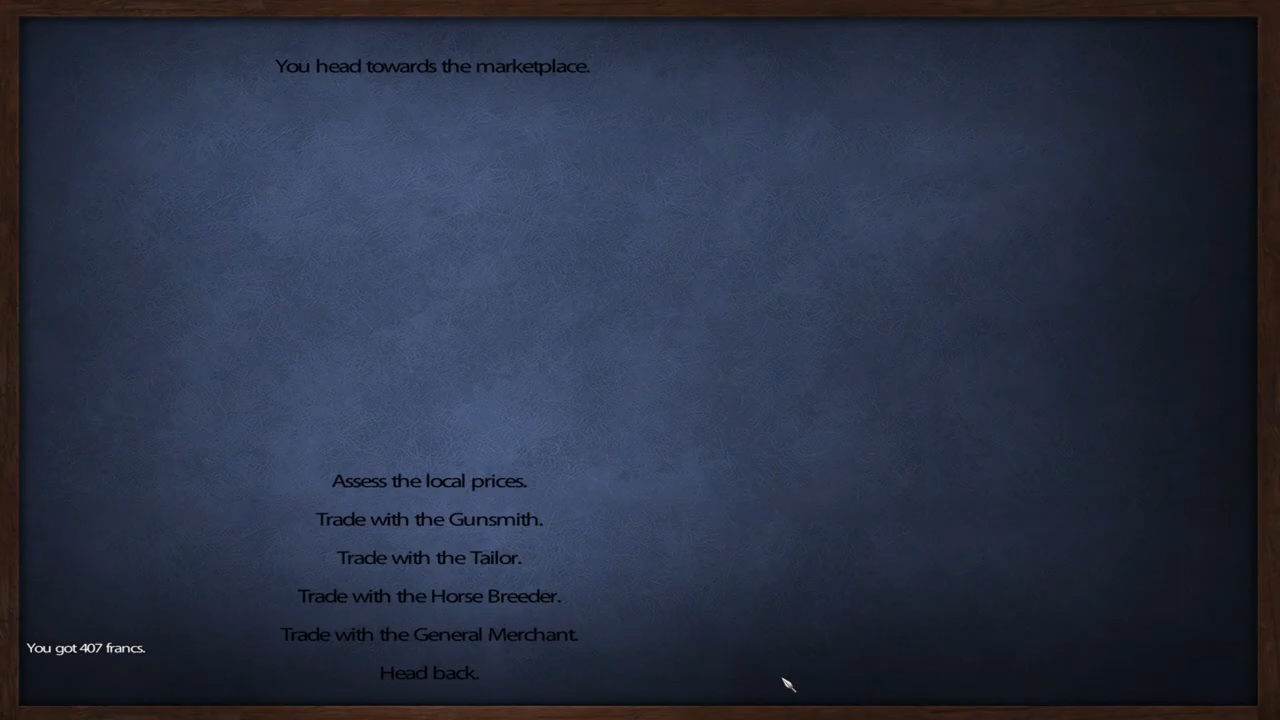 You head towards the marketplace.
Assess the local prices.
Trade with the Gunsmith.
Trade with the Tailor.
Trade with the Horse Breeder.
Trade with the General Merchant.
You got 407 francs.
Head back.